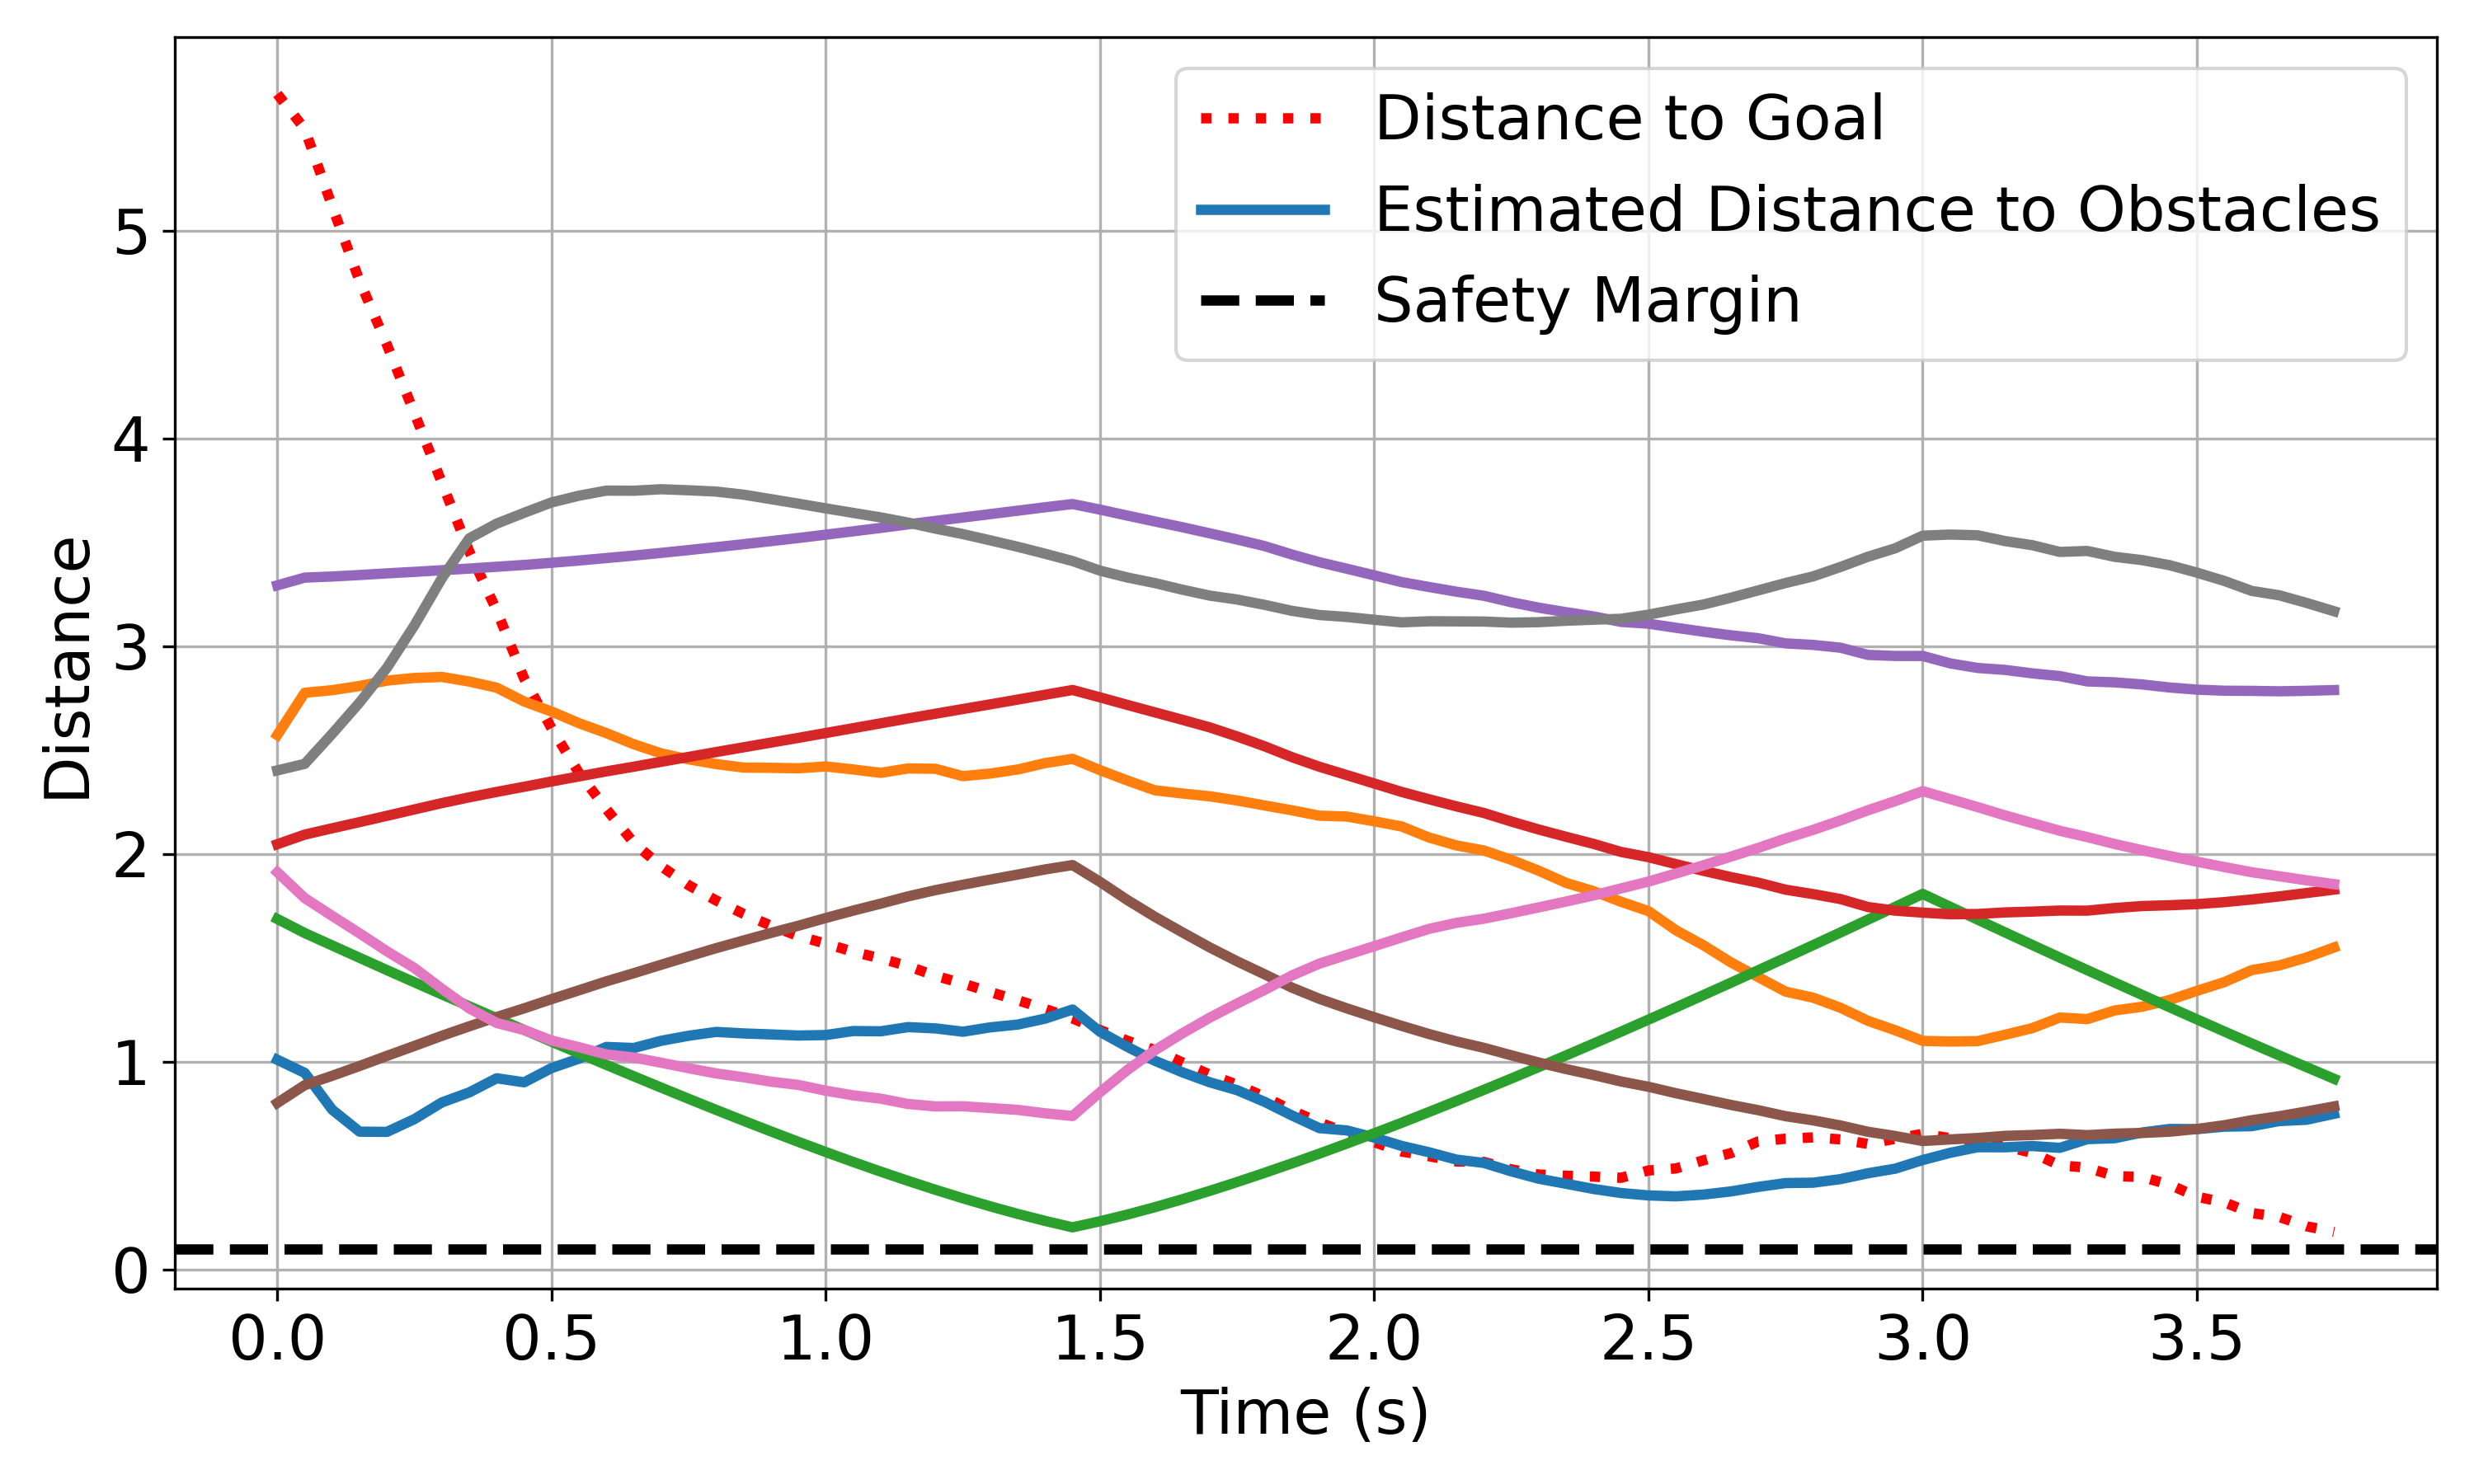 Distance to Goal
Estimated Distance to Obstacles
Safety Margin
Distance
5
4
3
2
1
0
0.0 0.5 1.0 1.5 2.0 2.5 3.0 3.5
Time (s)